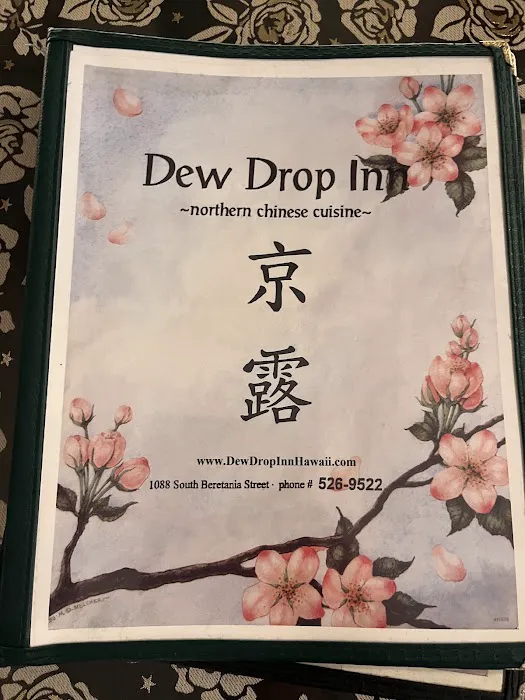 Dew Drop Inn
~northern chinese cuisine~
京
露
www.DewDropInnHawaii.com
1088 South Beretania Street · phone # 526-9522